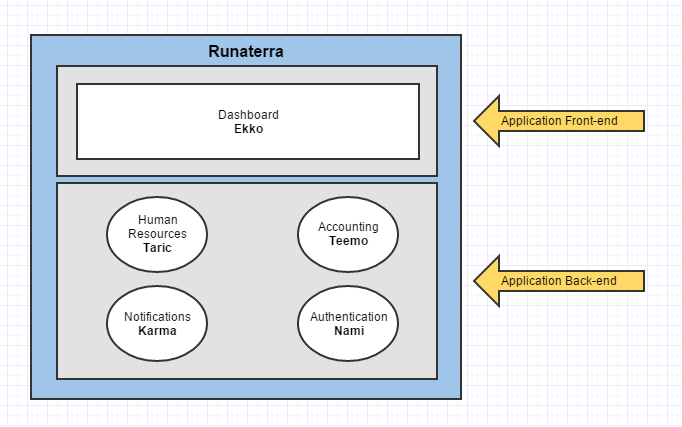 Runaterra
Dashboard
Ekko
Application Front-end
Human
Resources
Taric
Accounting
Teemo
Application Back-end
Notifications
Karma
Authentication
Nami